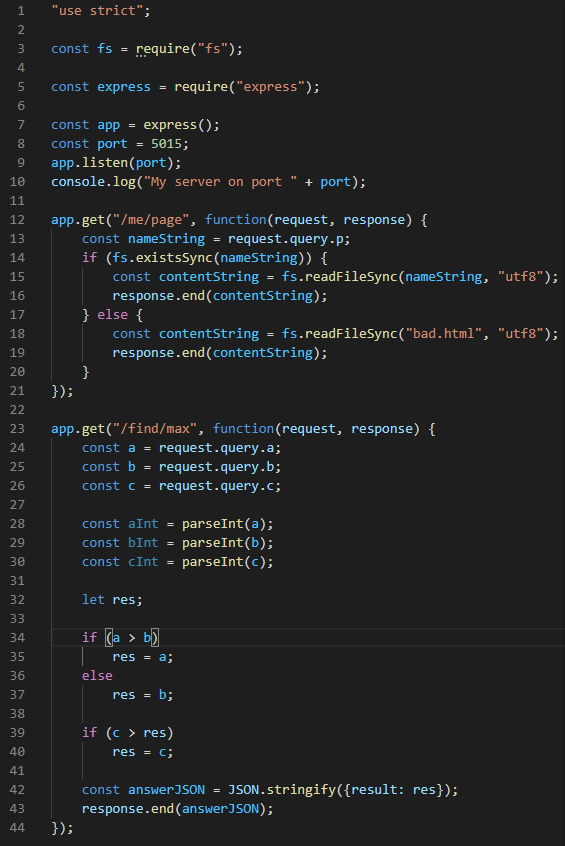 1 "use strict";
2
3 const fs = require("fs");
4
5 const express = require("express");
6
7 const app = express();
8 const port = 5015;
9 app.listen(port);
10 console.log("My server on port " + port);
11
12 app.get("/me/page", function(request, response) {
13     const nameString = request.query.p;
14     if (fs.existsSync(nameString)) {
15         const contentString = fs.readFileSync(nameString, "utf8");
16         response.end(contentString);
17     } else {
18         const contentString = fs.readFileSync("bad.html", "utf8");
19         response.end(contentString);
20     }
21 });
22
23 app.get("/find/max", function(request, response) {
24     const a = request.query.a;
25     const b = request.query.b;
26     const c = request.query.c;
27
28     const aInt = parseInt(a);
29     const bInt = parseInt(b);
30     const cInt = parseInt(c);
31
32     let res;
33
34     if (a > b)
35         res = a;
36     else
37         res = b;
38
39     if (c > res)
40         res = c;
41
42     const answerJSON = JSON.stringify({result: res});
43     response.end(answerJSON);
44 });